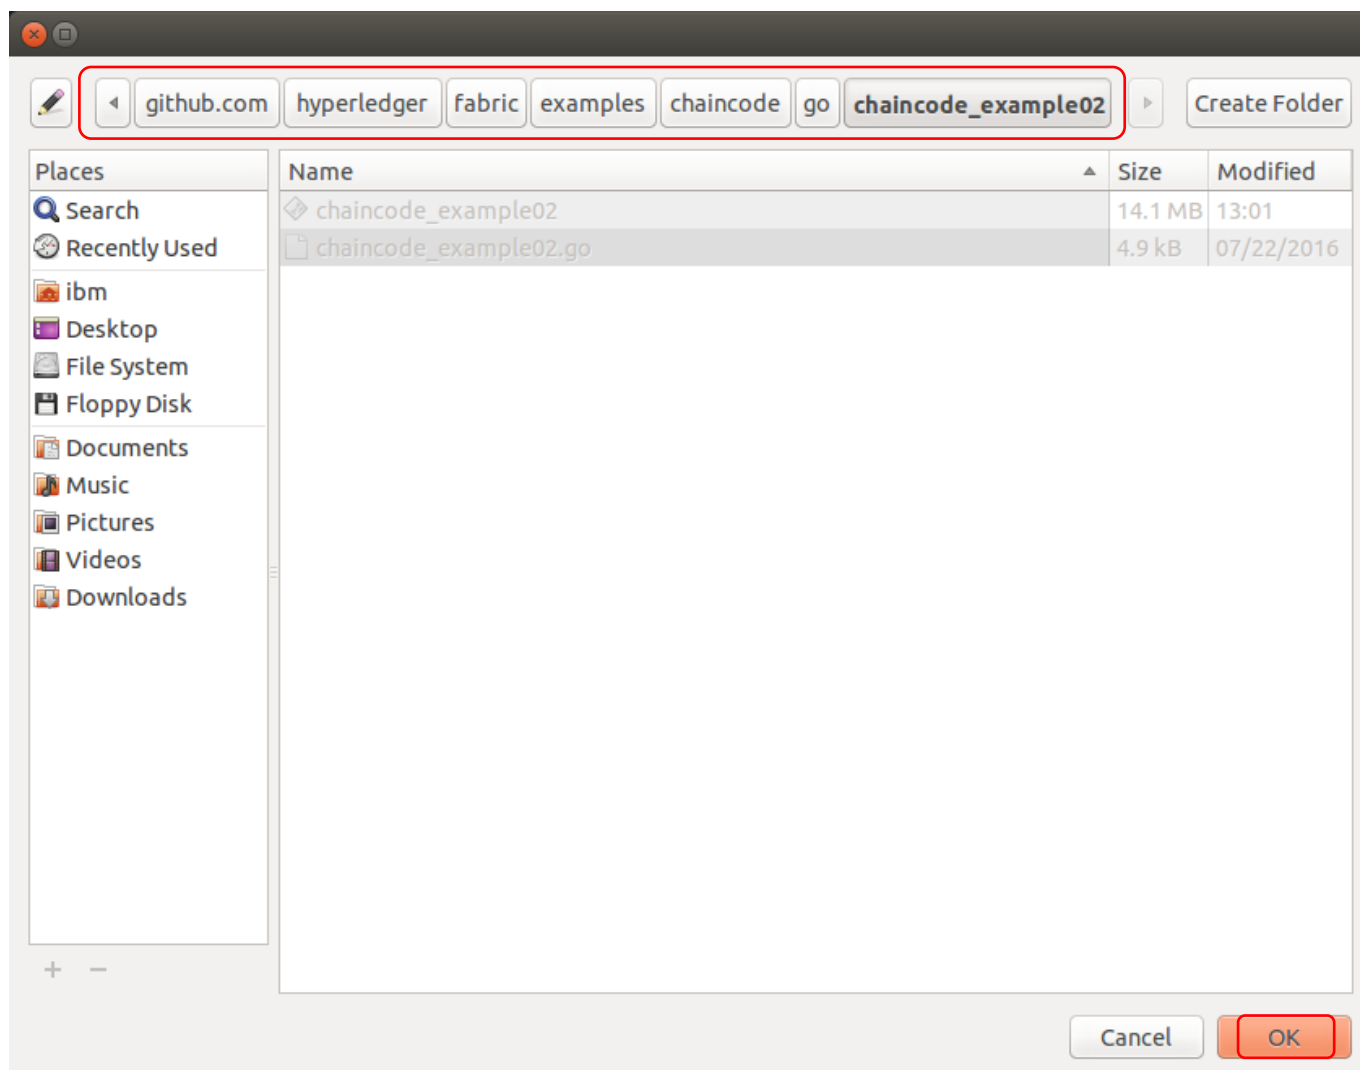 github.com hyperledger fabric examples chaincode go chaincode_example02 Create Folder
Places
Search
Recently Used
ibm
Desktop
File System
Floppy Disk
Documents
Music
Pictures
Videos
Downloads
Name Size Modified
chaincode_example02 14.1 MB 13:01
chaincode_example02.go 4.9 kB 07/22/2016
Cancel OK